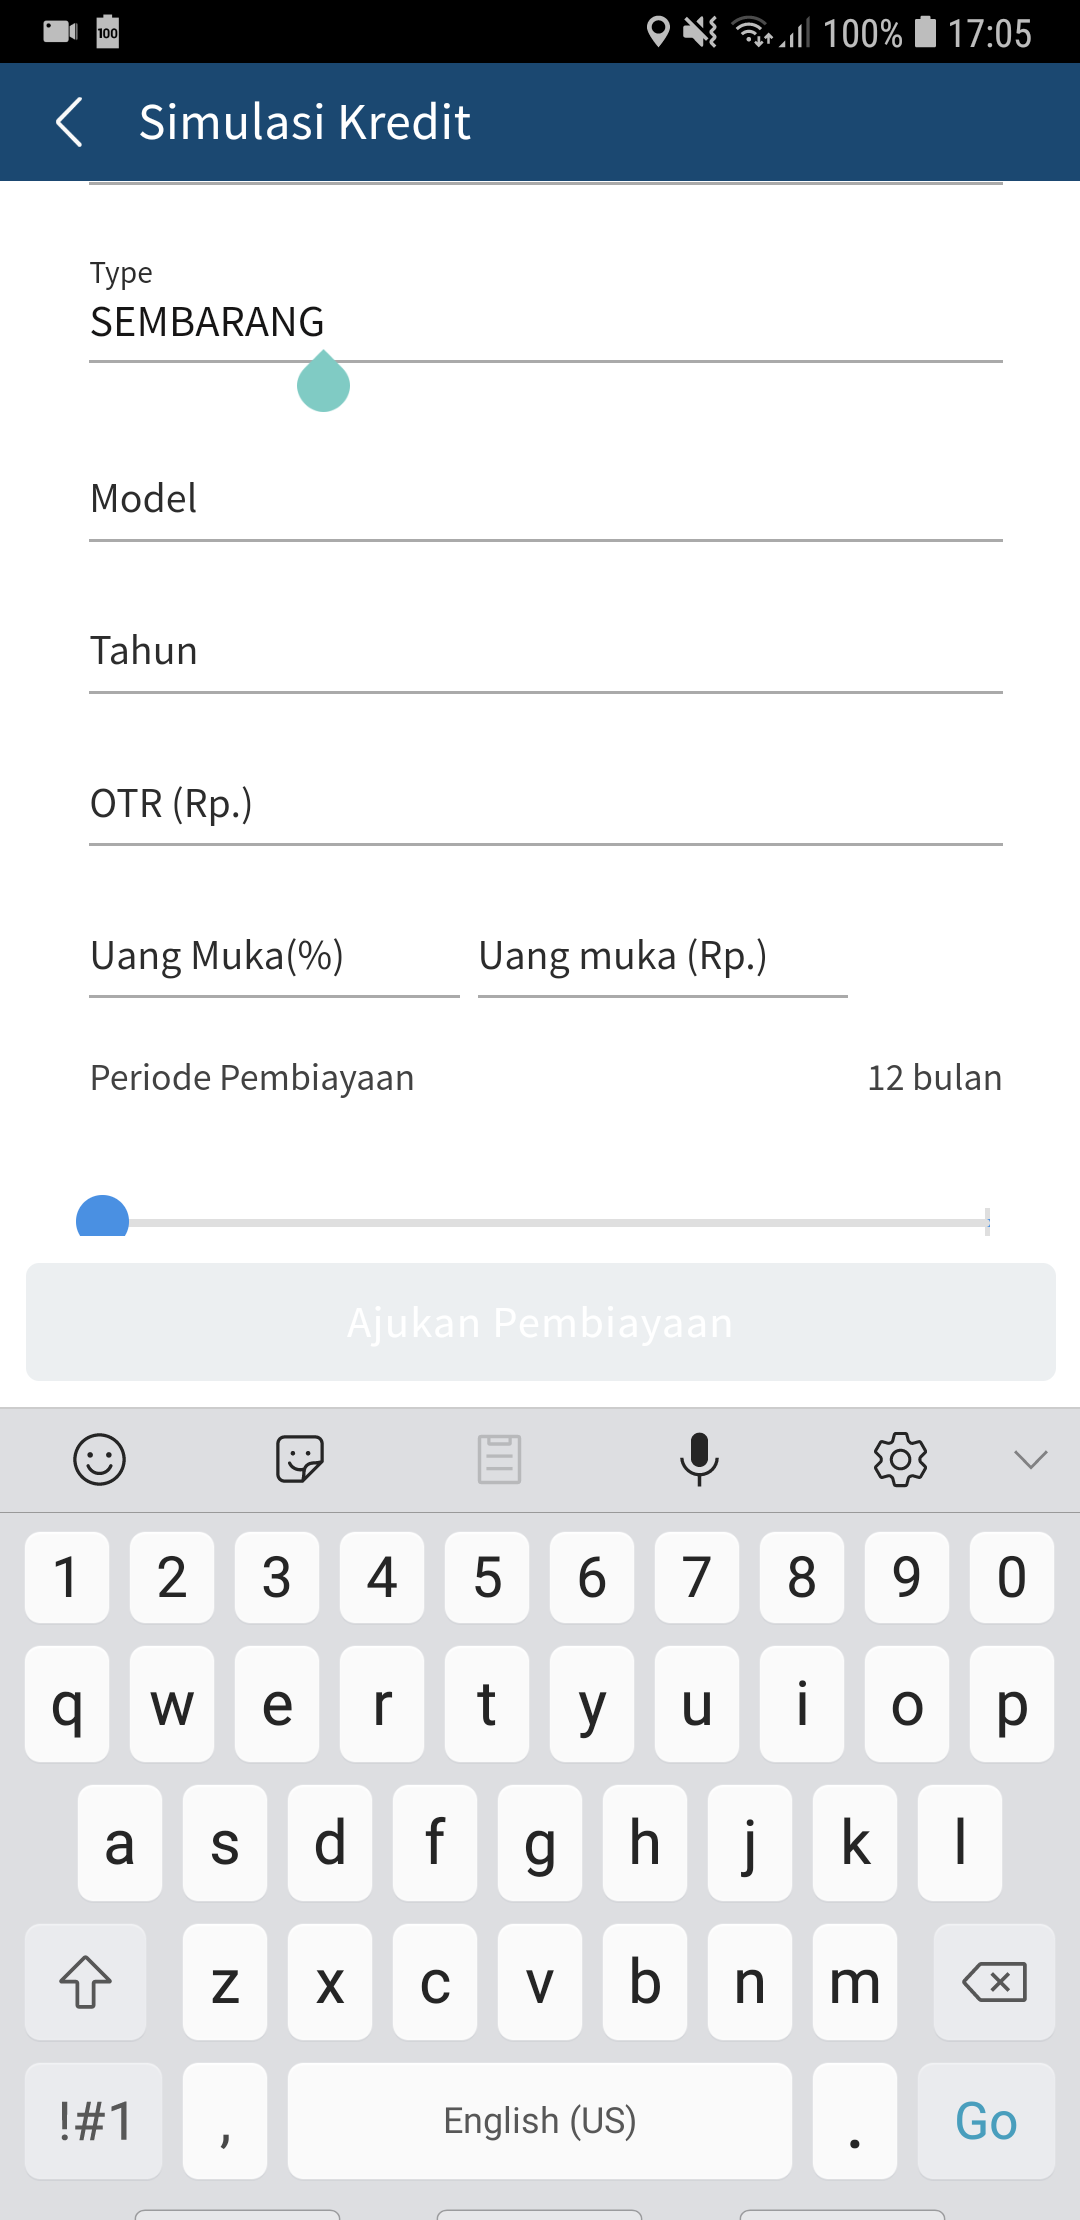 100 100% 17:05
Simulasi Kredit
Type
SEMBARANG
Model
Tahun
OTR (Rp.)
Uang Muka(%) Uang muka (Rp.)
Periode Pembiayaan 12 bulan
Ajukan Pembiayaan
1 2 3 4 5 6 7 8 9 0
q w e r t y u i o p
a s d f g h j k l
z x c v b n m
!#1 , English (US) . Go